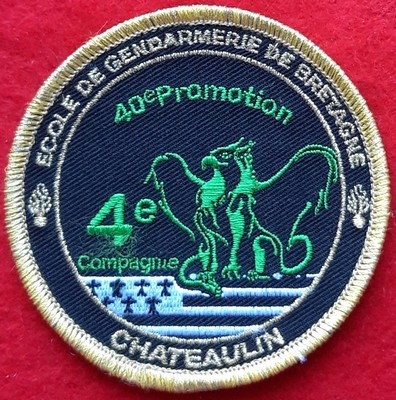 ECOLE DE GENDARMERIE DE BRETAGNE
40ePromotion
4e
Compagnie
CHATEAULIN